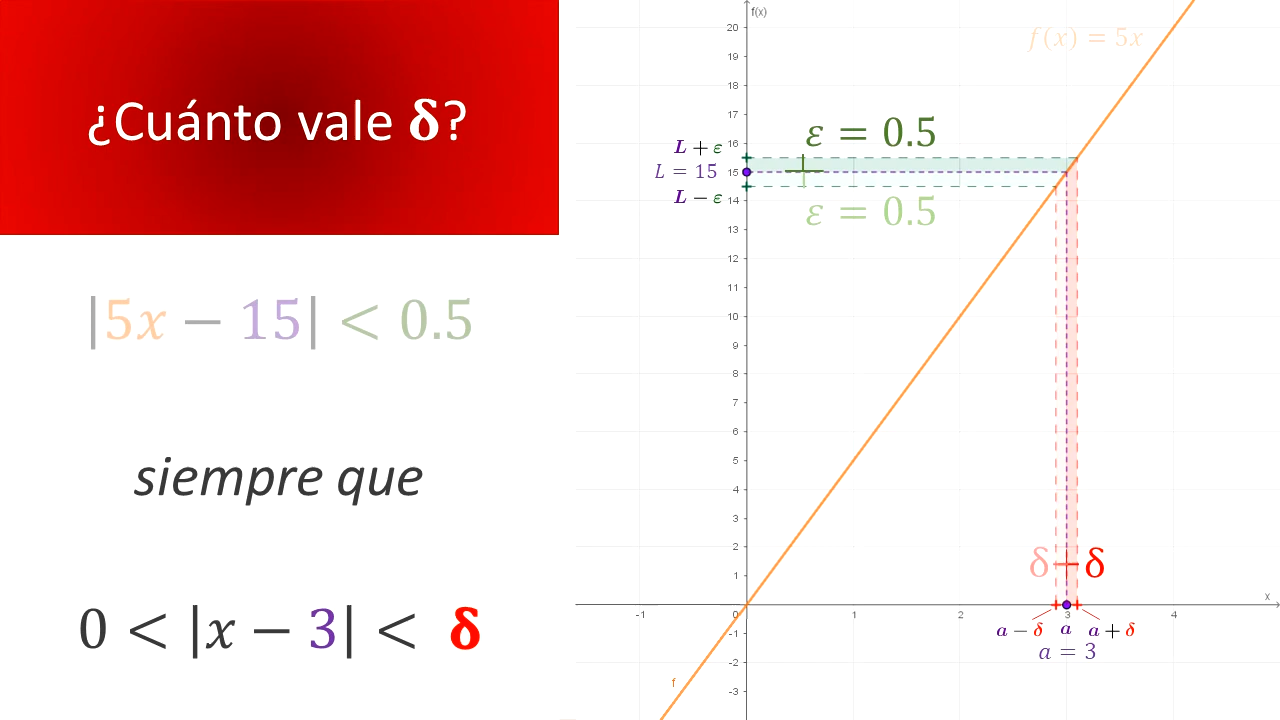 ¿Cuánto vale δ?
|5x − 15| < 0.5
siempre que
0 < |x − 3| < δ
f(x)
f(x) = 5x
20
19
18
17
16
15
14
13
12
11
10
9
8
7
6
5
4
3
2
1
0
-1
-2
-3
ε = 0.5
L + ε
L = 15
L − ε
ε = 0.5
δ δ
-1 1 2 3 4 x
a − δ a a + δ
a = 3
f